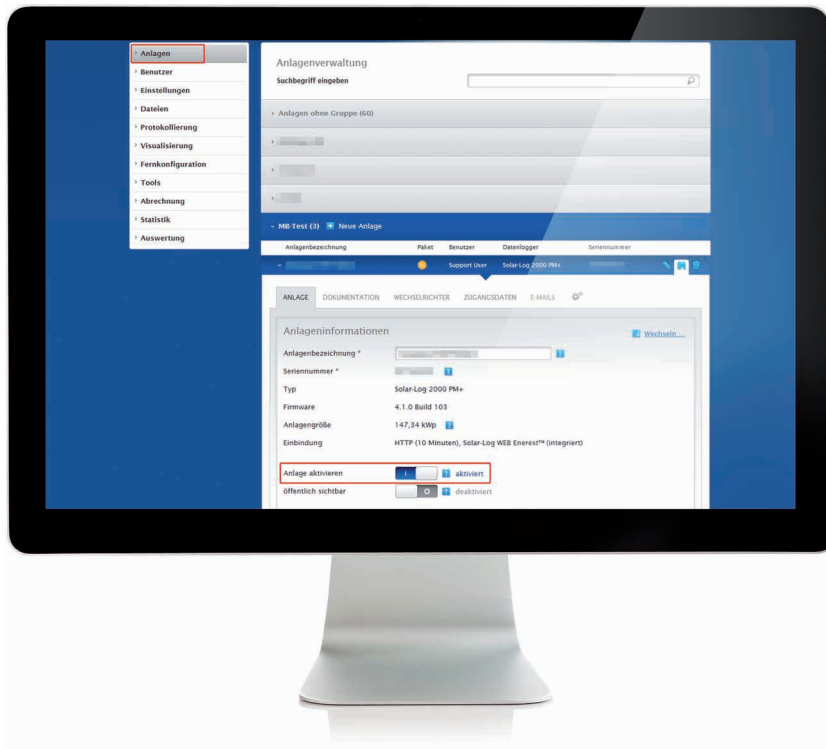 Anlagen
Benutzer
Einstellungen
Dateien
Protokollierung
Visualisierung
Fernkonfiguration
Tools
Abrechnung
Statistik
Auswertung
Anlagenverwaltung
Suchbegriff eingeben
Anlagen ohne Gruppe (60)
MB-Test (3) Neue Anlage
Anlagenbezeichnung Paket Benutzer Datenlogger Seriennummer
Support User Solar-Log 2000 PM+
ANLAGE DOKUMENTATION WECHSELRICHTER ZUGANGSDATEN E-MAILS
Anlageninformationen Wechseln ...
Anlagenbezeichnung * ?
Seriennummer * ?
Typ Solar-Log 2000 PM+
Firmware 4.1.0 Build 103
Anlagengröße 147,34 kWp ?
Einbindung HTTP (10 Minuten), Solar-Log WEB Enerest™ (integriert)
Anlage aktivieren I ? aktiviert
öffentlich sichtbar O ? deaktiviert